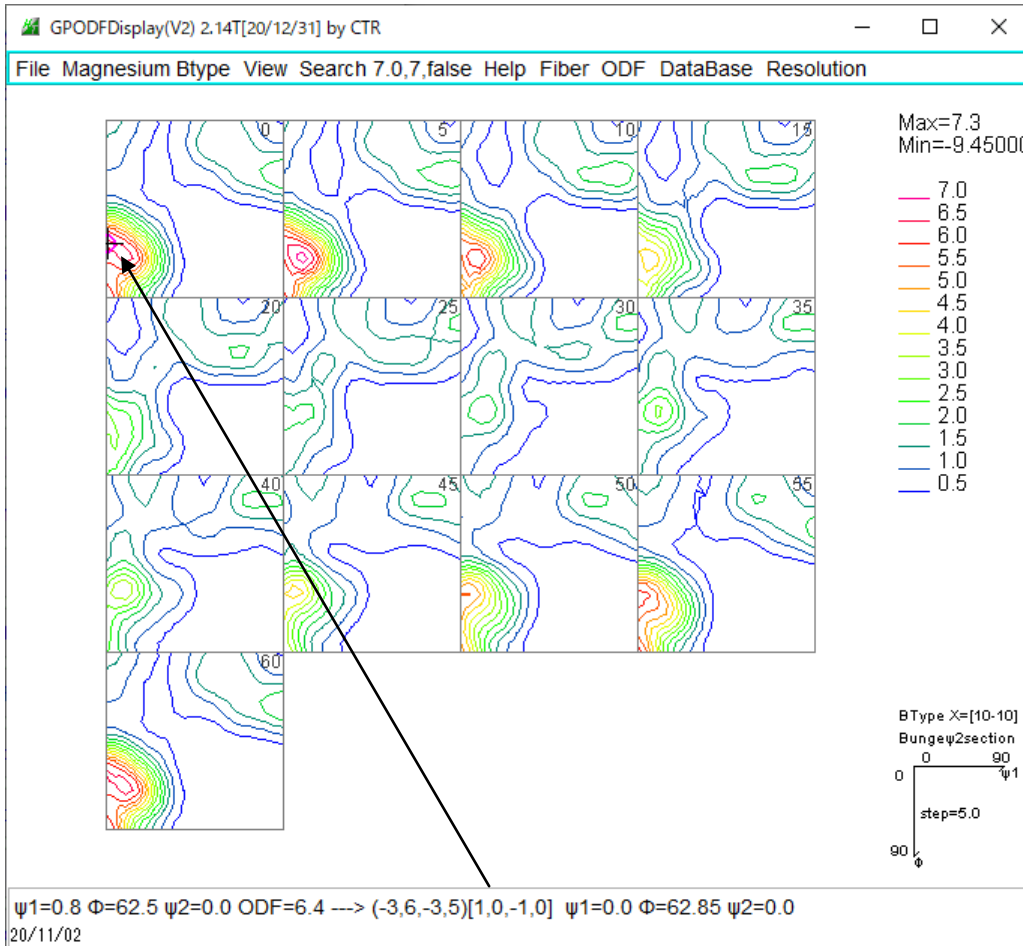 GPODFDisplay(V2) 2.14T[20/12/31] by CTR
File Magnesium Btype View Search 7.0,7,false Help Fiber ODF DataBase Resolution
0 5 10 15
Max=7.3
Min=-9.45000
7.0
6.5
6.0
5.5
5.0
4.5
4.0
3.5
3.0
2.5
2.0
1.5
1.0
0.5
20 25 30 35
40 45 50 55
60
BType X=[10-10]
Bungeψ2section
0 90
0 ψ1
step=5.0
90
Φ
ψ1=0.8 Φ=62.5 ψ2=0.0 ODF=6.4 ---> (-3,6,-3,5)[1,0,-1,0] ψ1=0.0 Φ=62.85 ψ2=0.0
20/11/02